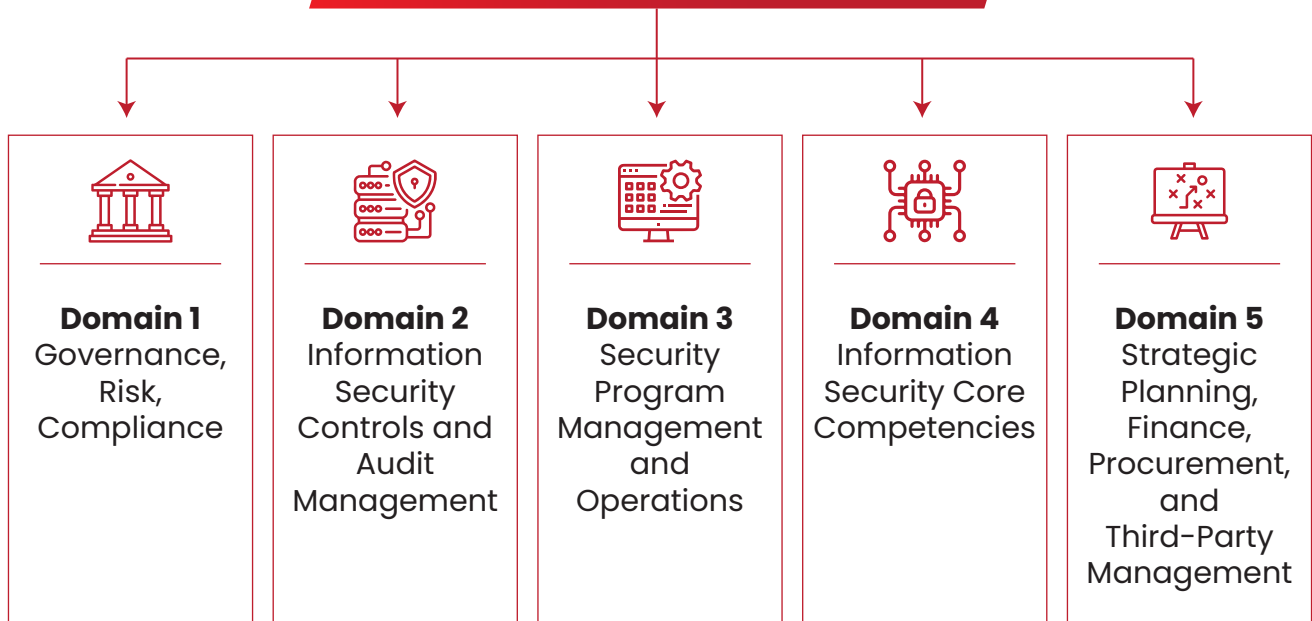 Domain 1
Governance,
Risk,
Compliance
Domain 2
Information
Security
Controls and
Audit
Management
Domain 3
Security
Program
Management
and
Operations
Domain 4
Information
Security Core
Competencies
Domain 5
Strategic
Planning,
Finance,
Procurement,
and
Third-Party
Management